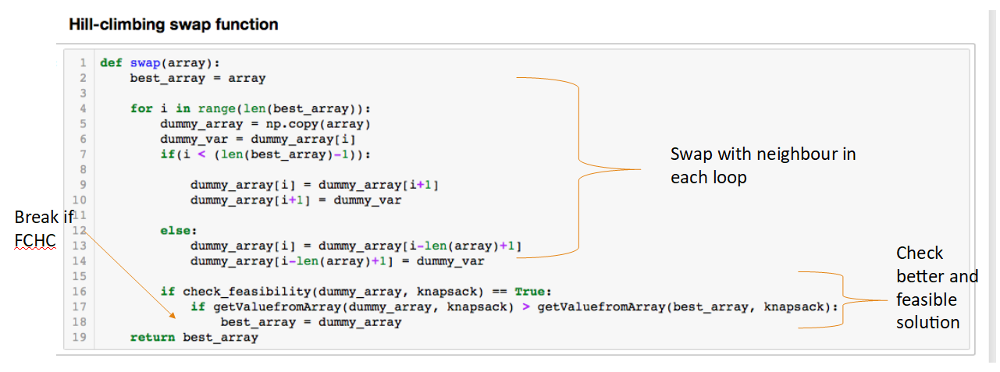 Hill-climbing swap function
1 def swap(array):
2     best_array = array
3
4     for i in range(len(best_array)):
5         dummy_array = np.copy(array)
6         dummy_var = dummy_array[i]
7         if(i < (len(best_array)-1)):
8
9             dummy_array[i] = dummy_array[i+1]
10             dummy_array[i+1] = dummy_var
11
12         else:
13             dummy_array[i] = dummy_array[i-len(array)+1]
14             dummy_array[i-len(array)+1] = dummy_var
15
16         if check_feasibility(dummy_array, knapsack) == True:
17             if getValuefromArray(dummy_array, knapsack) > getValuefromArray(best_array, knapsack):
18                 best_array = dummy_array
19     return best_array
Swap with neighbour in
each loop
Break if
FCHC
Check
better and
feasible
solution